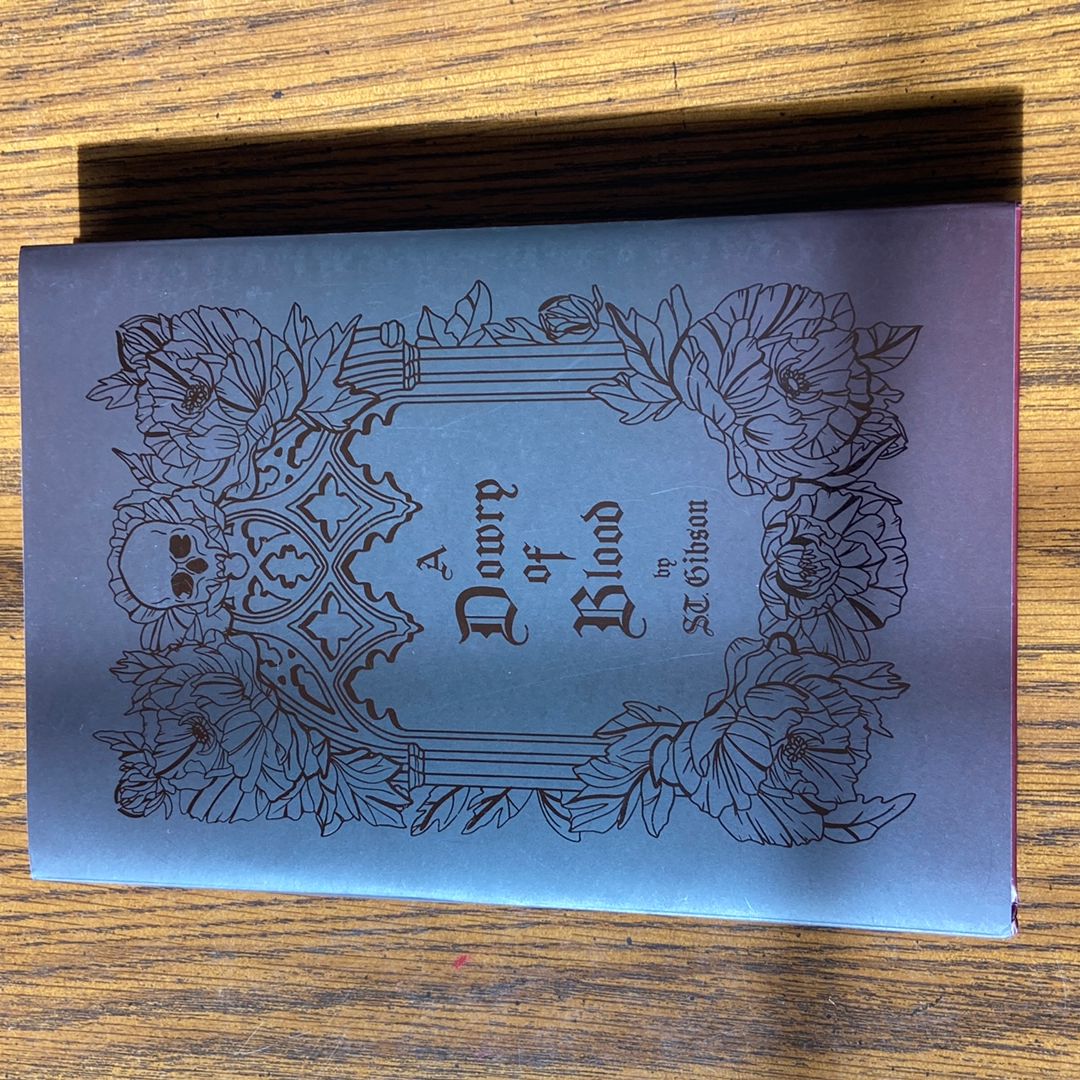 A
Dowry
of
Blood
by
S.T. Gibson